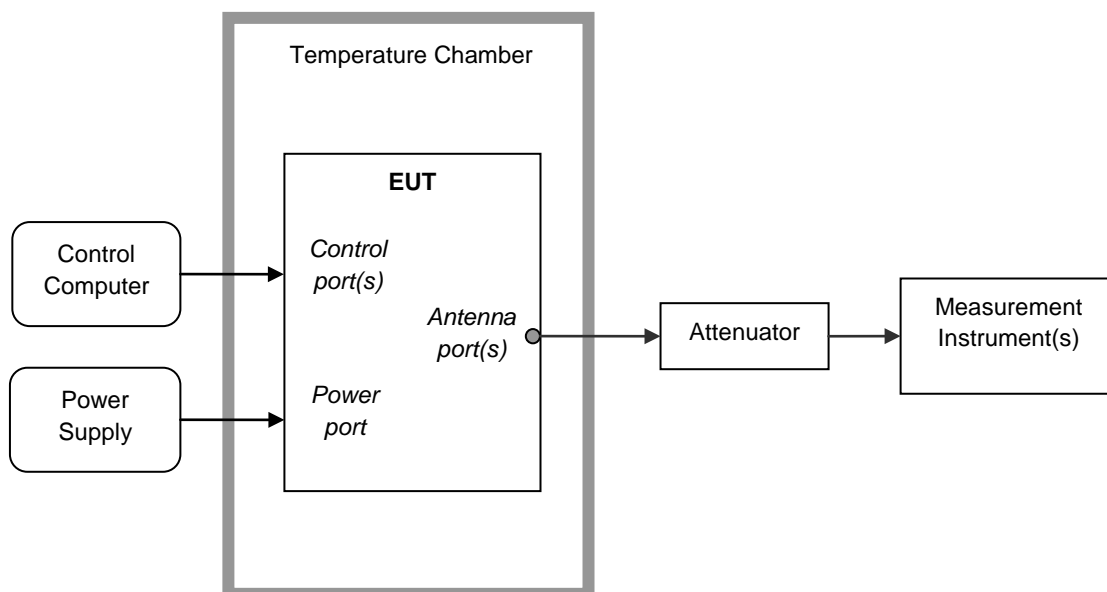 Temperature Chamber
EUT
Control
Computer
Control
port(s)
Antenna
port(s)
Attenuator
Measurement
Instrument(s)
Power
Supply
Power
port